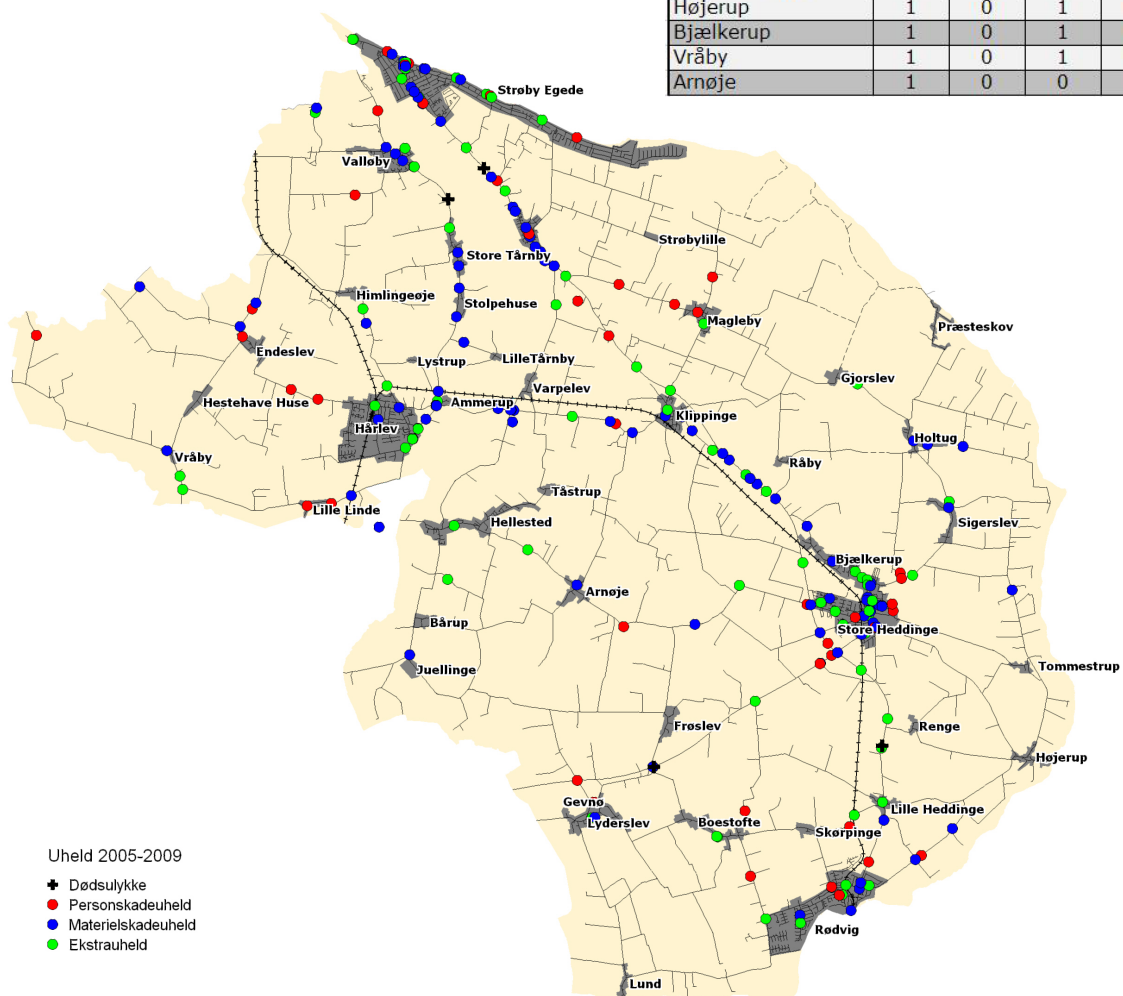 Højerup 1 0 1
Bjælkerup 1 0 1
Vråby 1 0 1
Arnøje 1 0 0
Strøby Egede
Valløby
Strøbylille
Store Tårnby
Himlingeøje
Stolpehuse
Magleby
Præsteskov
Endeslev
Lystrup
LilleTårnby
Gjorslev
Hestehave Huse
Ammerup
Varpelev
Klippinge
Hårlev
Holtug
Vråby
Råby
Tåstrup
Lille Linde
Hellested
Sigerslev
Bjælkerup
Arnøje
Bårup
Store Heddinge
Juellinge
Tommestrup
Frøslev
Renge
Højerup
Gevnø
Lille Heddinge
Lyderslev
Boestofte
Skørpinge
Uheld 2005-2009
Dødsulykke
Personskadeuheld
Materielskadeuheld
Ekstrauheld
Rødvig
Lund